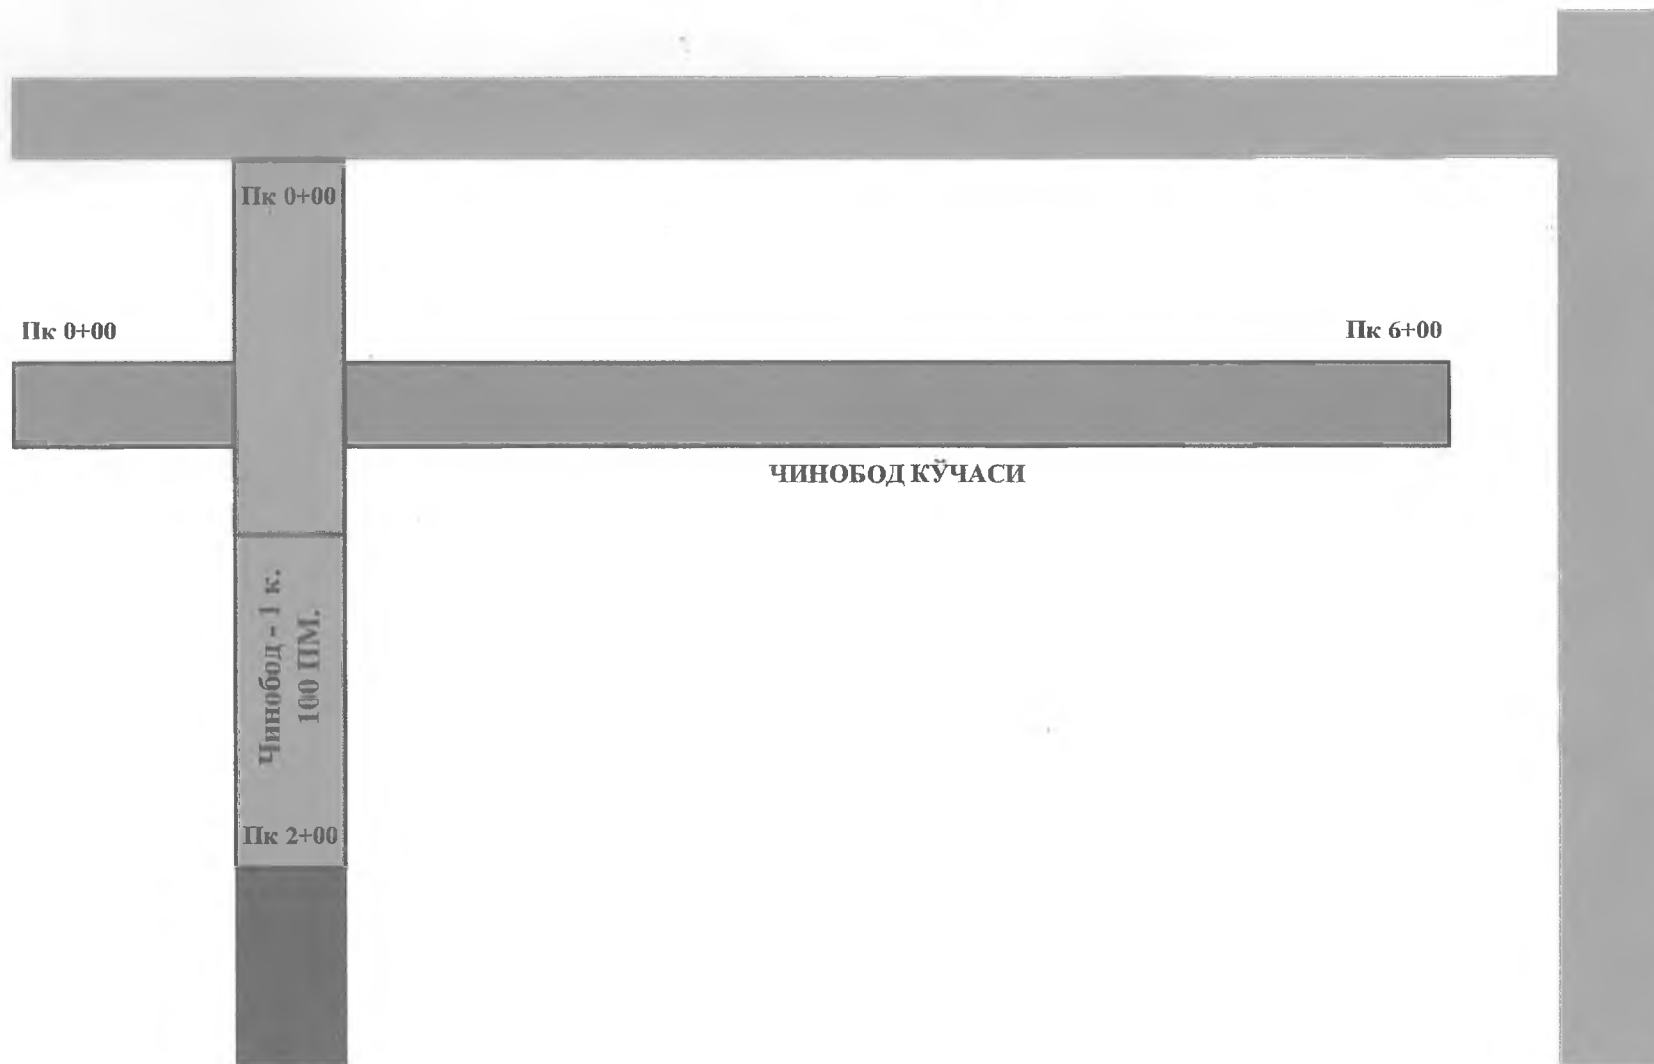 Пк 0+00
Пк 0+00
Пк 6+00
ЧИНОБОД КЎЧАСИ
Чинобод - 1 к.
100 ПМ.
Пк 2+00